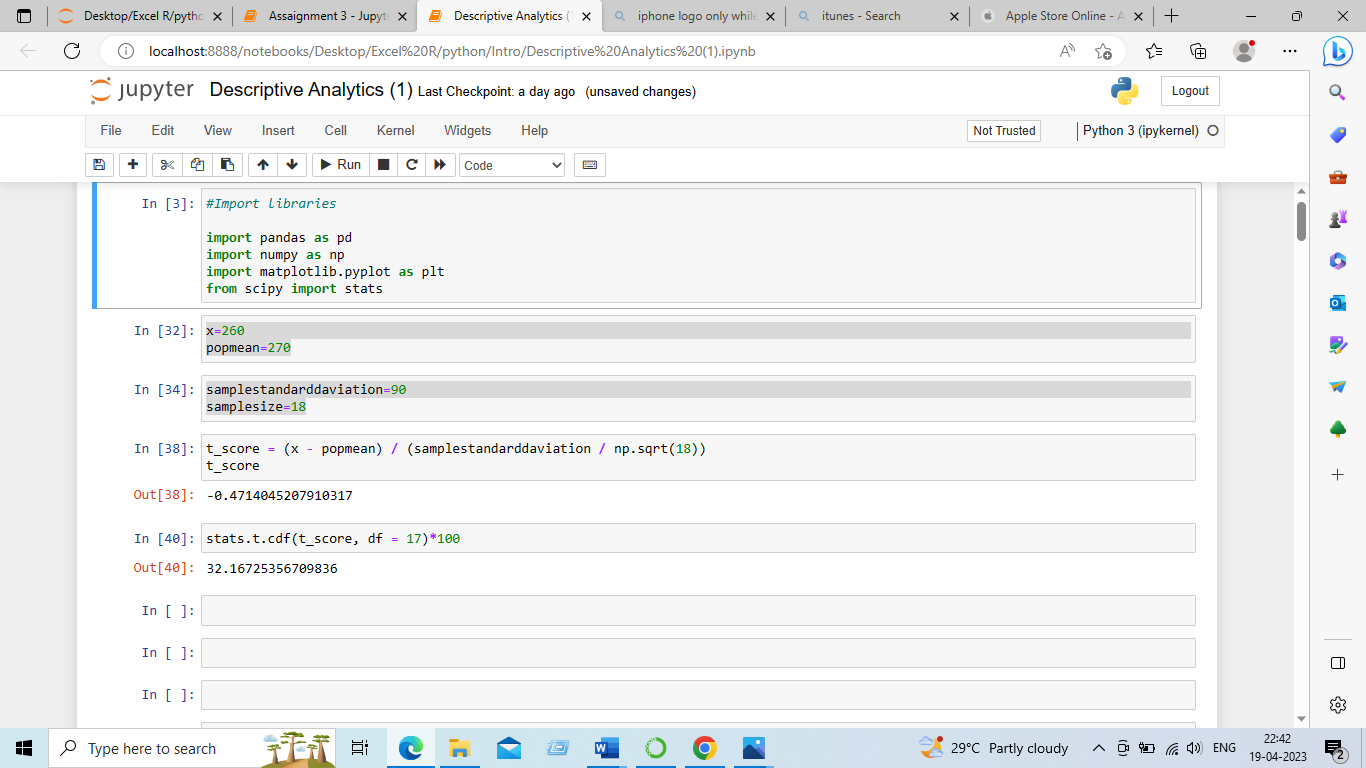 Desktop/Excel R/pytho
Assaignment 3 - Jupyt
Descriptive Analytics (
iphone logo only while
itunes - Search
Apple Store Online - A
localhost:8888/notebooks/Desktop/Excel%20R/python/Intro/Descriptive%20Analytics%20(1).ipynb
jupyter Descriptive Analytics (1) Last Checkpoint: a day ago (unsaved changes)
Logout
File Edit View Insert Cell Kernel Widgets Help
Not Trusted
Python 3 (ipykernel)
Run
Code
In [3]: #Import libraries
import pandas as pd
import numpy as np
import matplotlib.pyplot as plt
from scipy import stats
In [32]: x=260
popmean=270
In [34]: samplestandarddaviation=90
samplesize=18
In [38]: t_score = (x - popmean) / (samplestandarddaviation / np.sqrt(18))
t_score
Out[38]: -0.4714045207910317
In [40]: stats.t.cdf(t_score, df = 17)*100
Out[40]: 32.16725356709836
In [ ]:
In [ ]:
In [ ]:
Type here to search
29°C Partly cloudy
ENG
22:42
19-04-2023
2